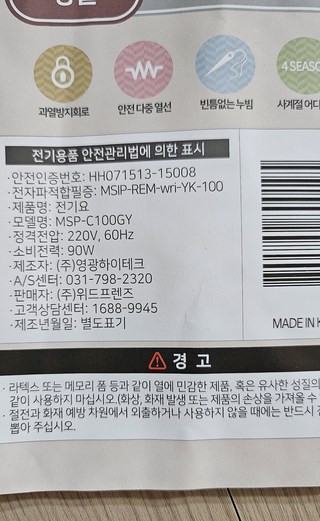 과열방지회로
안전 다중 열선
빈틈없는 누빔
4 SEASO
사계절 어디
전기용품 안전관리법에 의한 표시
·안전인증번호: HH071513-15008
·전자파적합필증: MSIP-REM-wri-YK-100
·제품명: 전기요
·모델명: MSP-C100GY
·정격전압: 220V, 60Hz
·소비전력: 90W
·제조자: (주)영광하이테크
·A/S센터: 031-798-2320
·판매자: (주)위드프렌즈
·고객상담센터: 1688-9945
·제조년월일: 별도표기
MADE IN K
경 고
· 라텍스 또는 메모리 폼 등과 같이 열에 민감한 제품, 혹은 유사한 성질의
같이 사용하지 마십시오.(화상, 화재 발생 또는 제품의 손상을 가져올 수
· 절전과 화재 예방 차원에서 외출하거나 사용하지 않을 때에는 반드시 전
뽑아 주십시오.